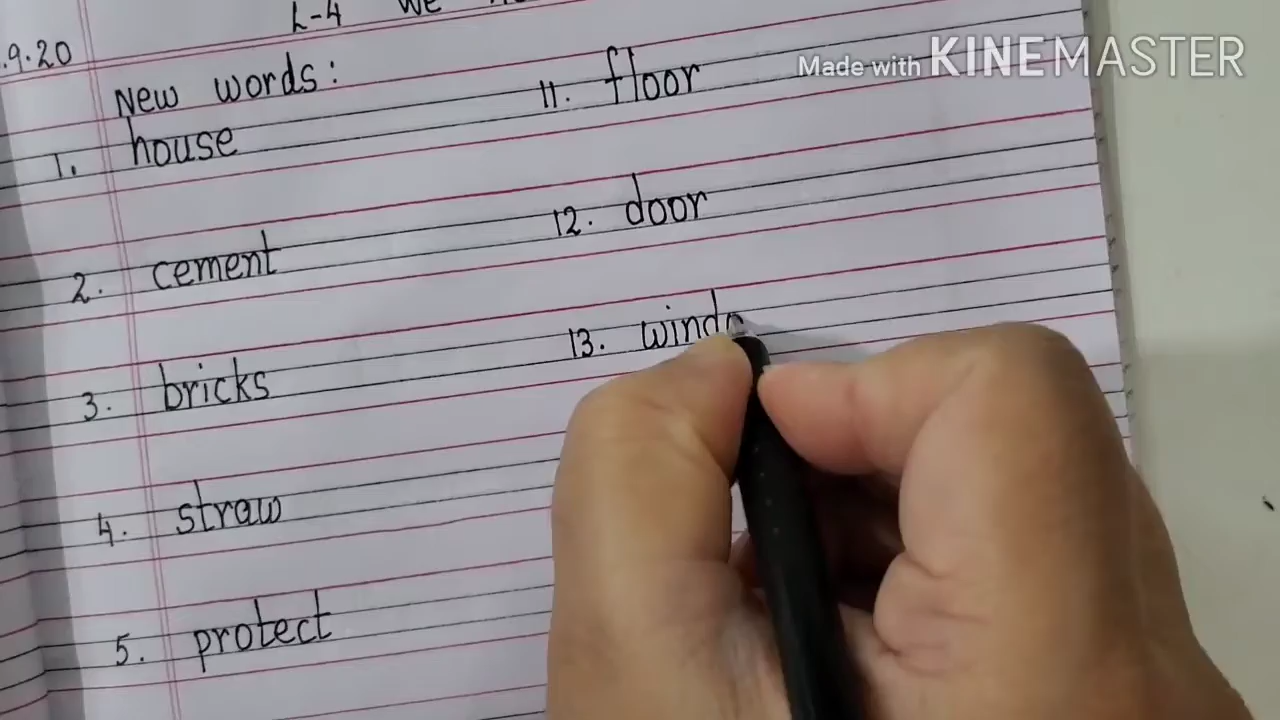 L-4 We
.9.20
New words:
1. house
2. cement
3. bricks
4. straw
5. protect
11. floor
12. door
13. windo
Made with KINEMASTER